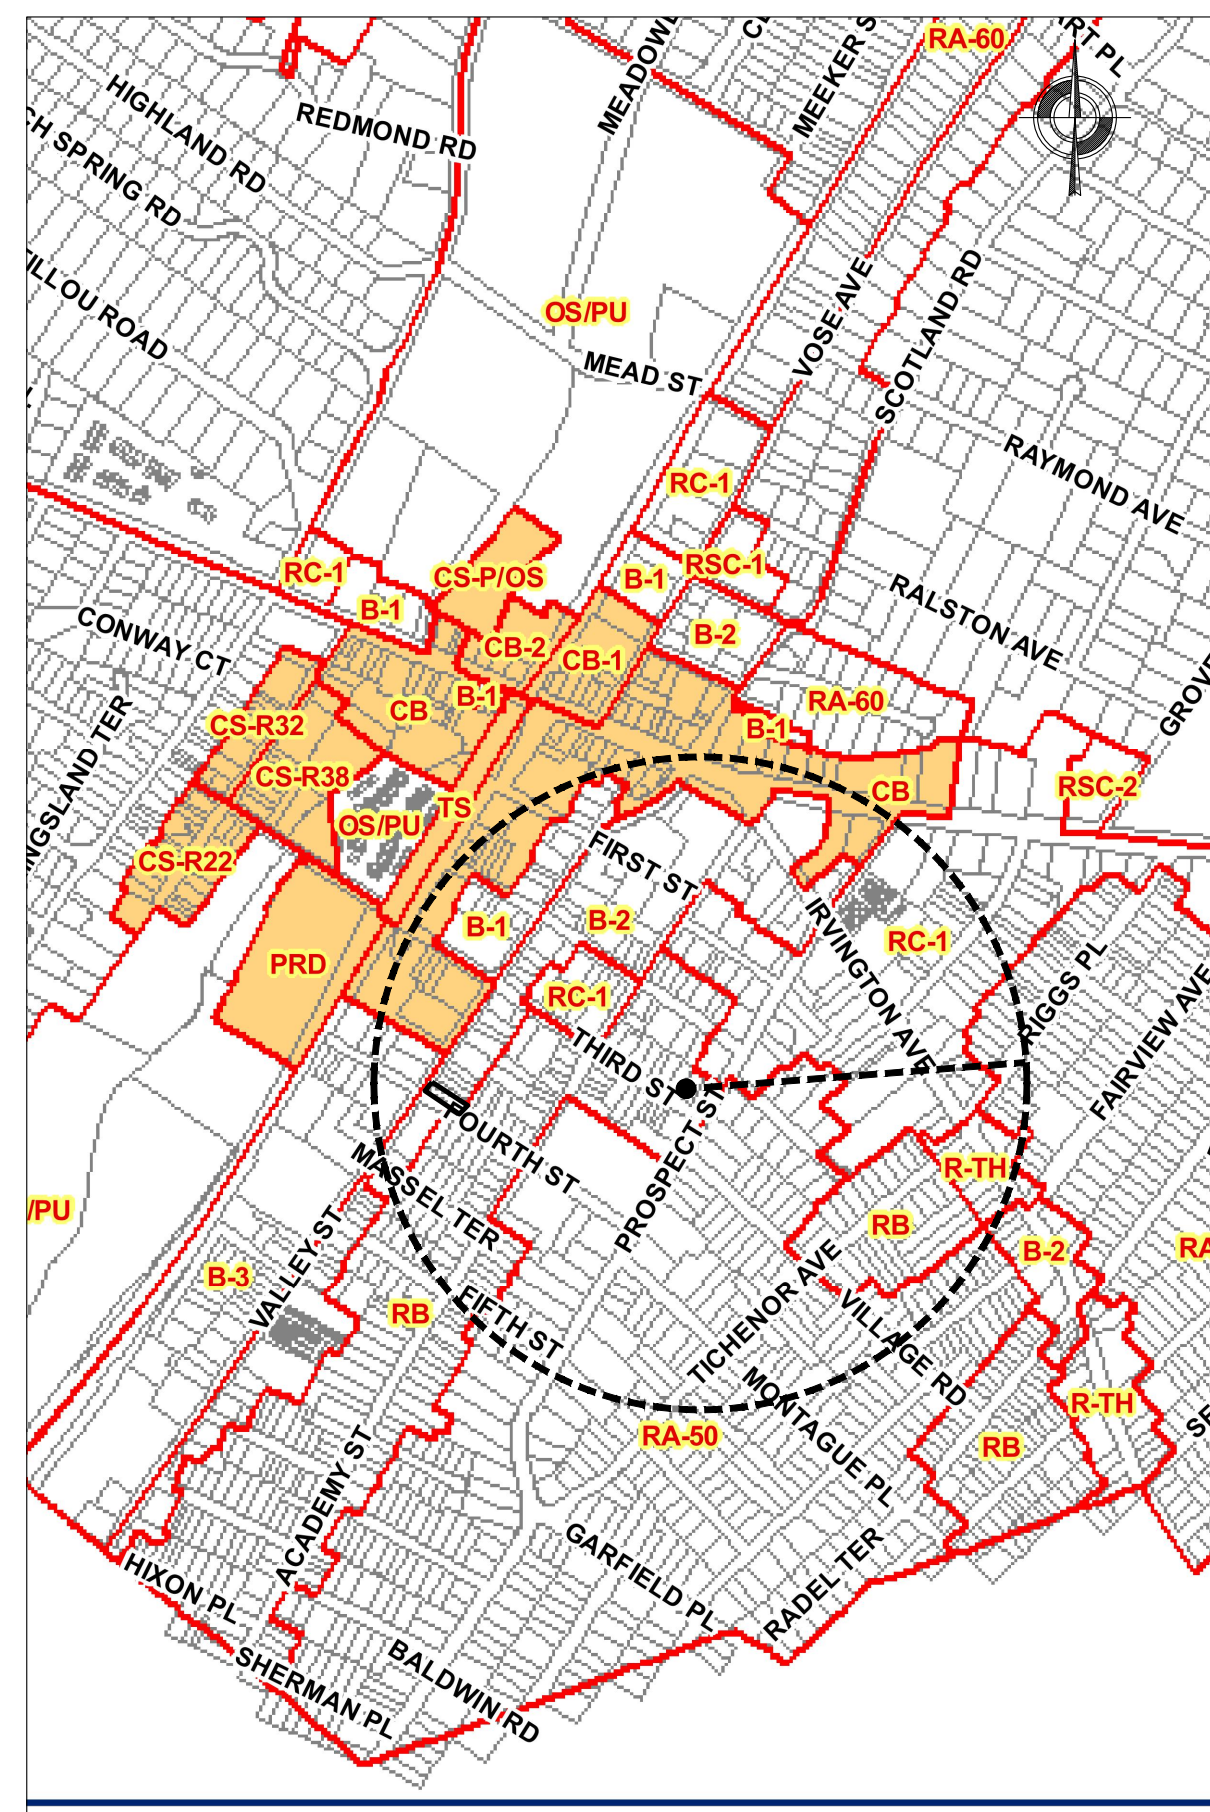 RA-60
MEEKER S
HIGHLAND RD
REDMOND RD
CH SPRING RD
ILLOU ROAD
OS/PU
MEAD ST
VOSE AVE
SCOTLAND RD
RAYMOND AVE
RC-1
RSC-1
B-1
RC-1
CS-P/OS
B-1
B-2
RALSTON AVE
CONWAY CT
CB-2
CB-1
GROVE
INGSLAND TER
CS-R32
CB
B-1
RA-60
B-1
CS-R38
TS
OS/PU
CB
RSC-2
CS-R22
FIRST ST
B-1
B-2
IRVINGTON AVE
RC-1
PRD
RC-1
RIGGS PL
FAIRVIEW AVE
THIRD ST
FOURTH ST
PROSPECT ST
MASSEL TER
R-TH
/PU
RB
B-2
RA
B-3
VALLEY ST
RB
FIFTH ST
TICHENOR AVE
VILLAGE RD
MONTAGUE PL
RA-50
R-TH
RB
ACADEMY ST
GARFIELD PL
RADEL TER
HIXON PL
SHERMAN PL
BALDWIN RD